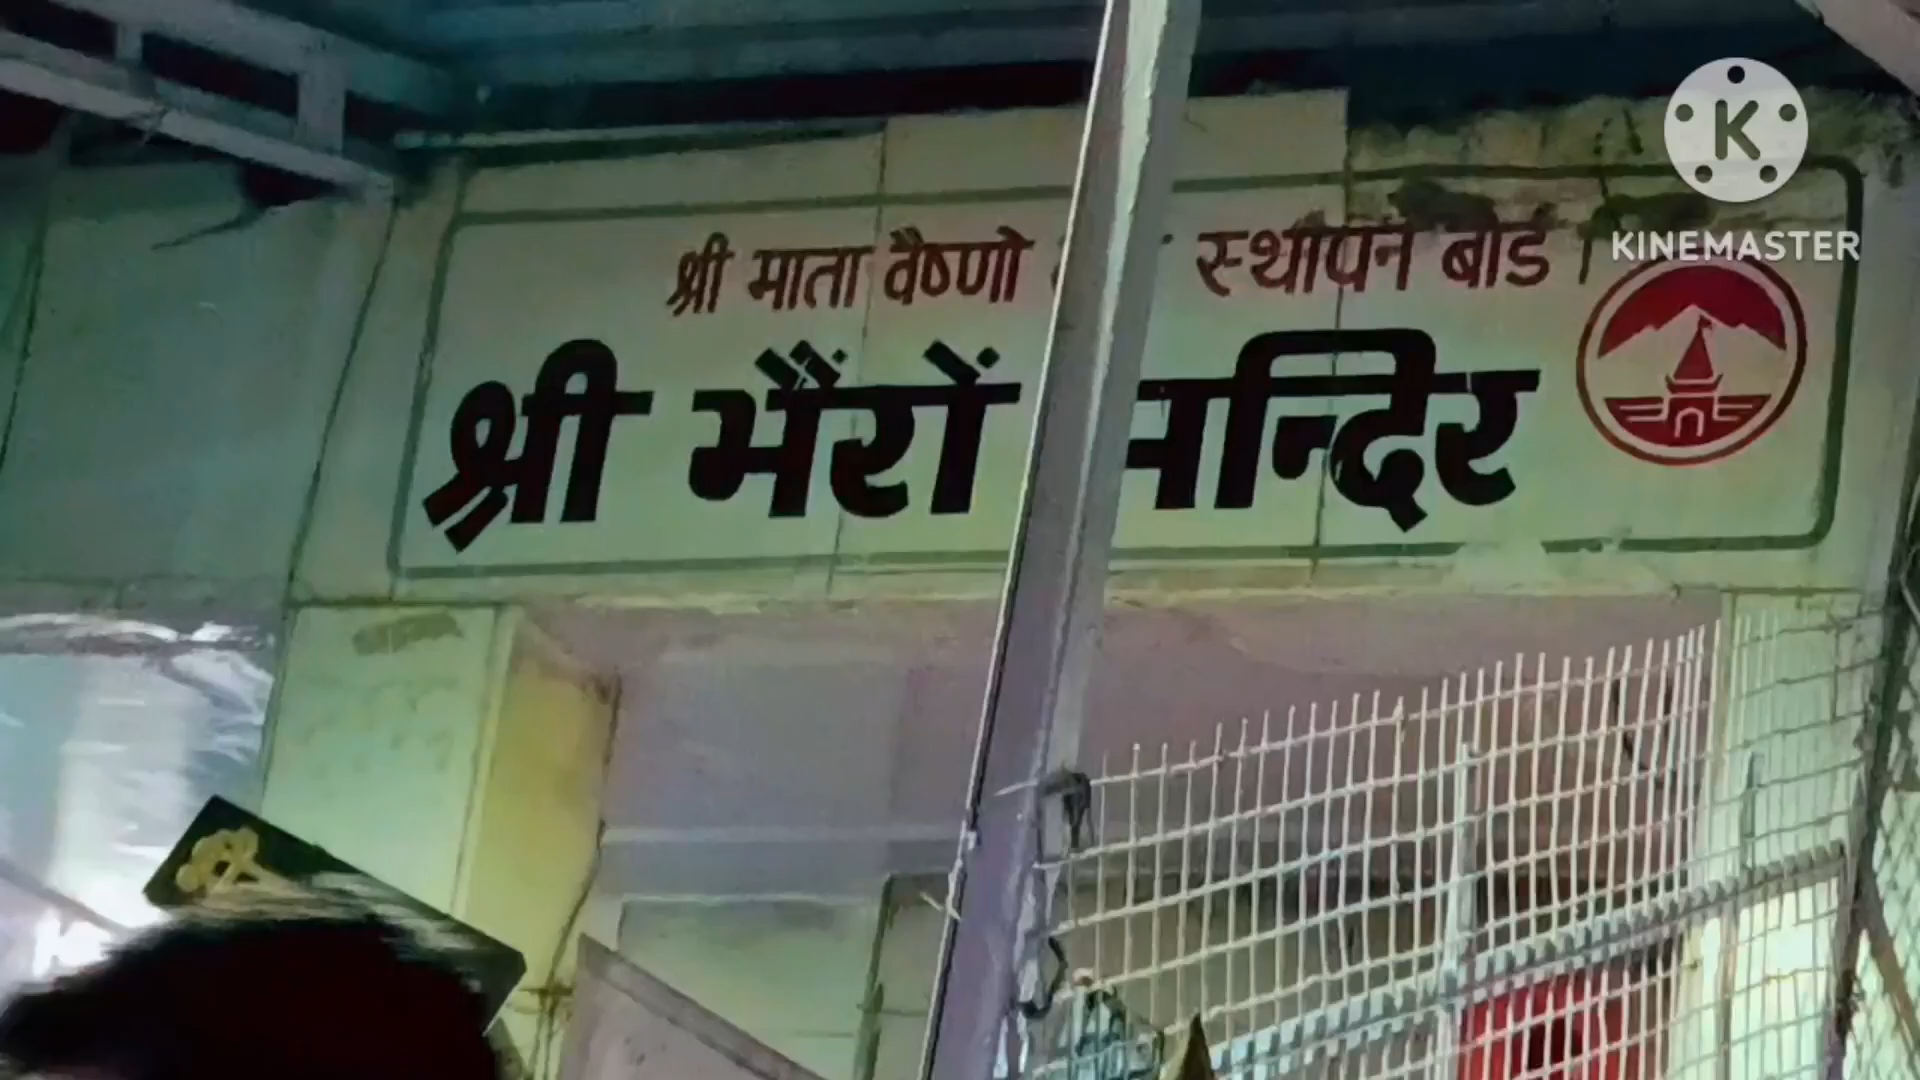 श्री माता वैष्णो स्थापन बोर्ड
श्री भैरों मन्दिर
K
KINEMASTER
श्री